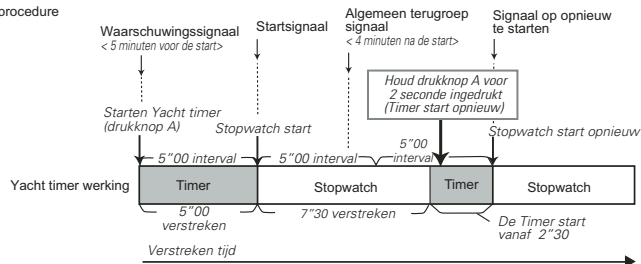 procedure
Waarschuwingssignaal
< 5 minuten voor de start>
Startsignaal
Algemeen terugroep
signaal
< 4 minuten na de start>
Signaal op opnieuw
te starten
Houd drukknop A voor
2 seconde ingedrukt
(Timer start opnieuw)
Starten Yacht timer
(drukknop A)
Stopwatch start
Stopwatch start opnieuw
5"00 interval
5"00 interval
5"00
interval
Yacht timer werking
Timer
Stopwatch
Timer
Stopwatch
5"00
verstreken
7"30 verstreken
De Timer start
vanaf 2"30
Verstreken tijd